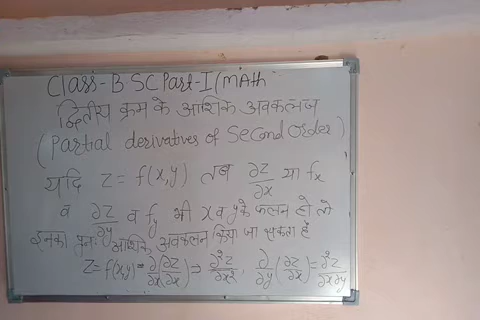 Class-B.SC Part-I (MATH
द्वितीय क्रम के आंशिक अवकलज
(Partial derivatives of Second Order)
यदि Z = f(x,y) तब ∂Z/∂x या fx
व ∂Z/∂y व fy भी x व y के फलन हो तो
इनका पुनः आंशिक अवकलन किया जा सकता है
Z = f(x,y) = ∂/∂x(∂Z/∂x) ⇒ ∂²Z/∂x², ∂/∂y(∂Z/∂x) = ∂²Z/∂x∂y